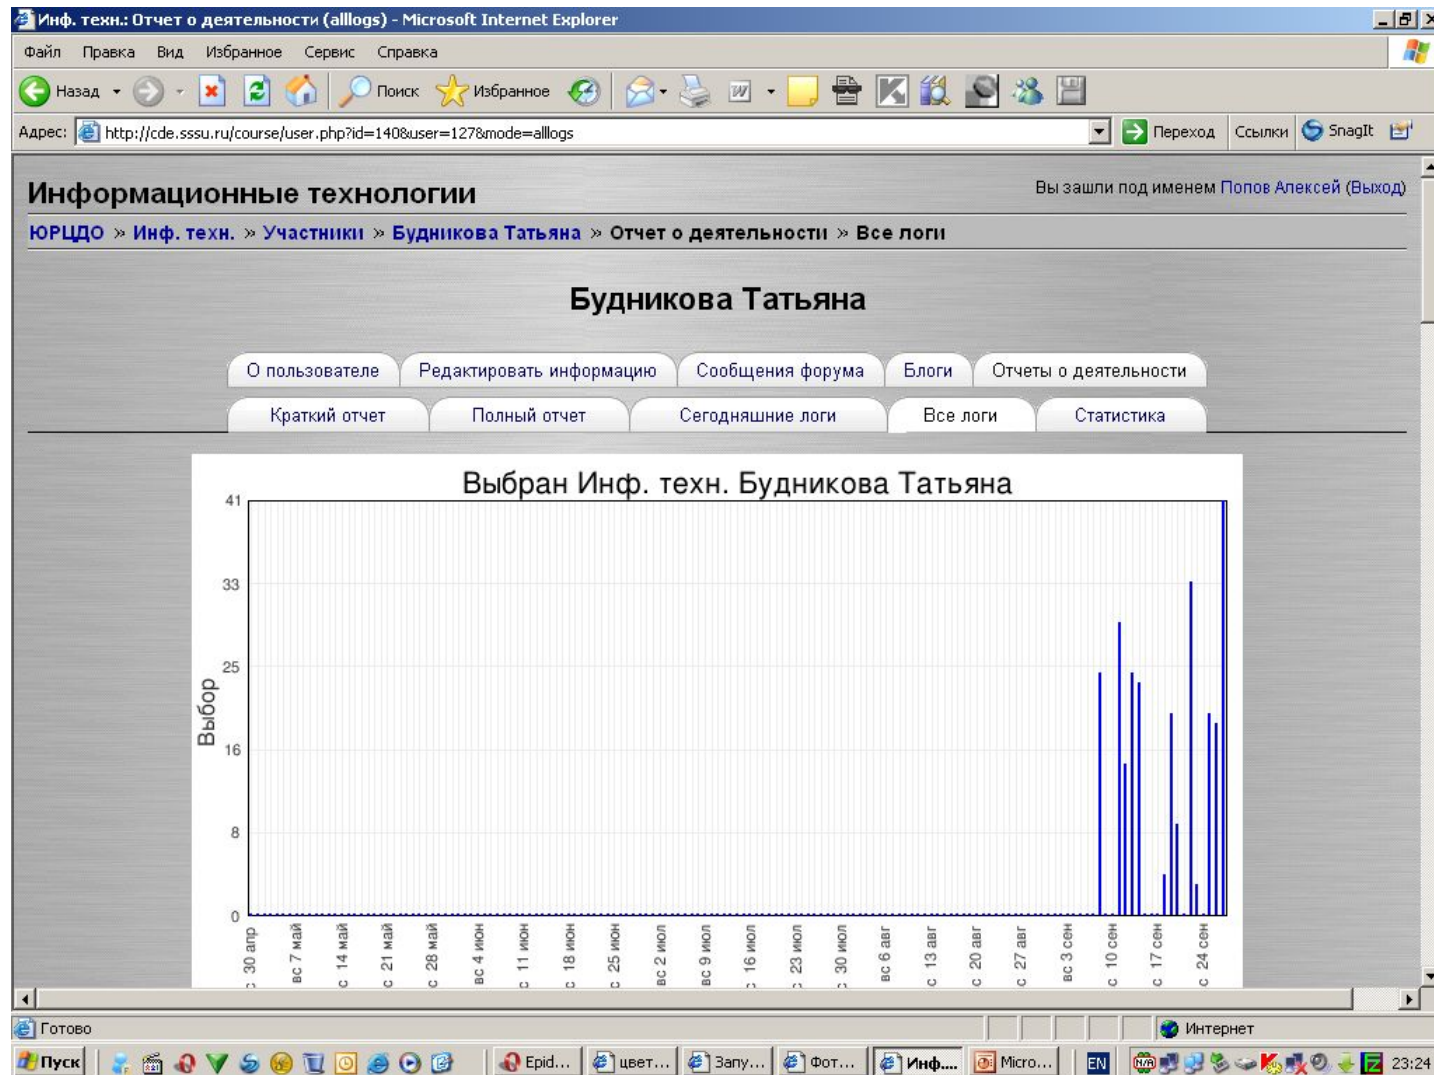 Инф. техн.: Отчет о деятельности (alllogs) - Microsoft Internet Explorer
Файл Правка Вид Избранное Сервис Справка
Назад Поиск Избранное
Адрес: http://cde.sssu.ru/course/user.php?id=140&user=127&mode=alllogs Переход Ссылки SnagIt
Информационные технологии
Вы зашли под именем Попов Алексей (Выход)
ЮРЦДО » Инф. техн. » Участники » Будникова Татьяна » Отчет о деятельности » Все логи
Будникова Татьяна
О пользователе Редактировать информацию Сообщения форума Блоги Отчеты о деятельности
Краткий отчет Полный отчет Сегодняшние логи Все логи Статистика
Выбран Инф. техн. Будникова Татьяна
41
33
25
16
8
0
Выбор
с 30 апр
вс 7 май
с 14 май
с 21 май
с 28 май
вс 4 июн
с 11 июн
с 18 июн
с 25 июн
вс 2 июл
вс 9 июл
с 16 июл
с 23 июл
с 30 июл
вс 6 авг
с 13 авг
с 20 авг
с 27 авг
вс 3 сен
с 10 сен
с 17 сен
с 24 сен
Готово Интернет
Пуск Epid... цвет... Запу... Фот... Инф.... Micro... EN 23:24